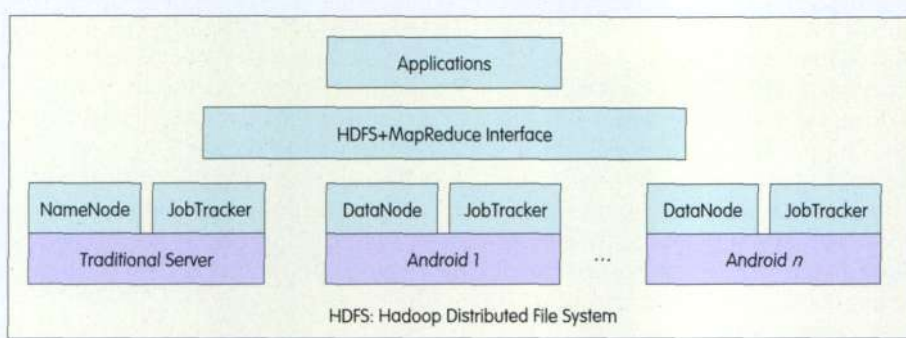 Applications
HDFS+MapReduce Interface
NameNode JobTracker DataNode JobTracker DataNode JobTracker
Traditional Server Android 1 ... Android n
HDFS: Hadoop Distributed File System